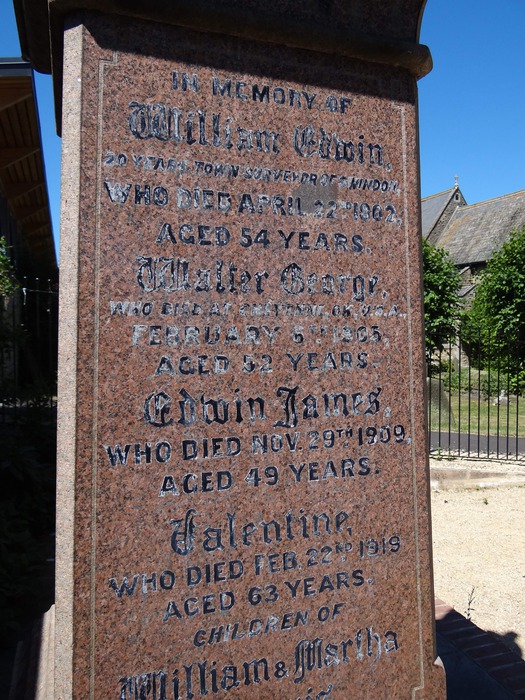 IN MEMORY OF
William Edwin,
20 YEARS TOWN SURVEYOR OF SWINDON,
WHO DIED APRIL 22ND 1902,
AGED 54 YEARS.
Walter George,
WHO DIED AT U.S.A.
FEBRUARY 5TH 1905,
AGED 52 YEARS.
Edwin James,
WHO DIED NOV. 29TH 1909,
AGED 49 YEARS.
Valentine,
WHO DIED FEB. 22ND 1919
AGED 63 YEARS.
CHILDREN OF
William & Martha